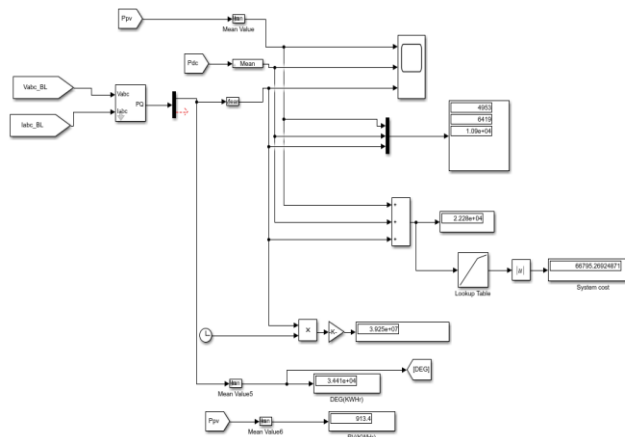 Ppv
Mean Value
Pdc
Mean
Vabc_BL
Vabc
PQ
Iabc
Iabc_BL
Mean
4953
6419
1.09e+04
+
+
+
2.228e+04
Lookup Table
|u|
66795.26924871
System cost
×
K-
3.925e+07
[DEG]
Mean Value5
3.441e+04
DEG(KWHr)
Ppv
Mean Value6
913.4